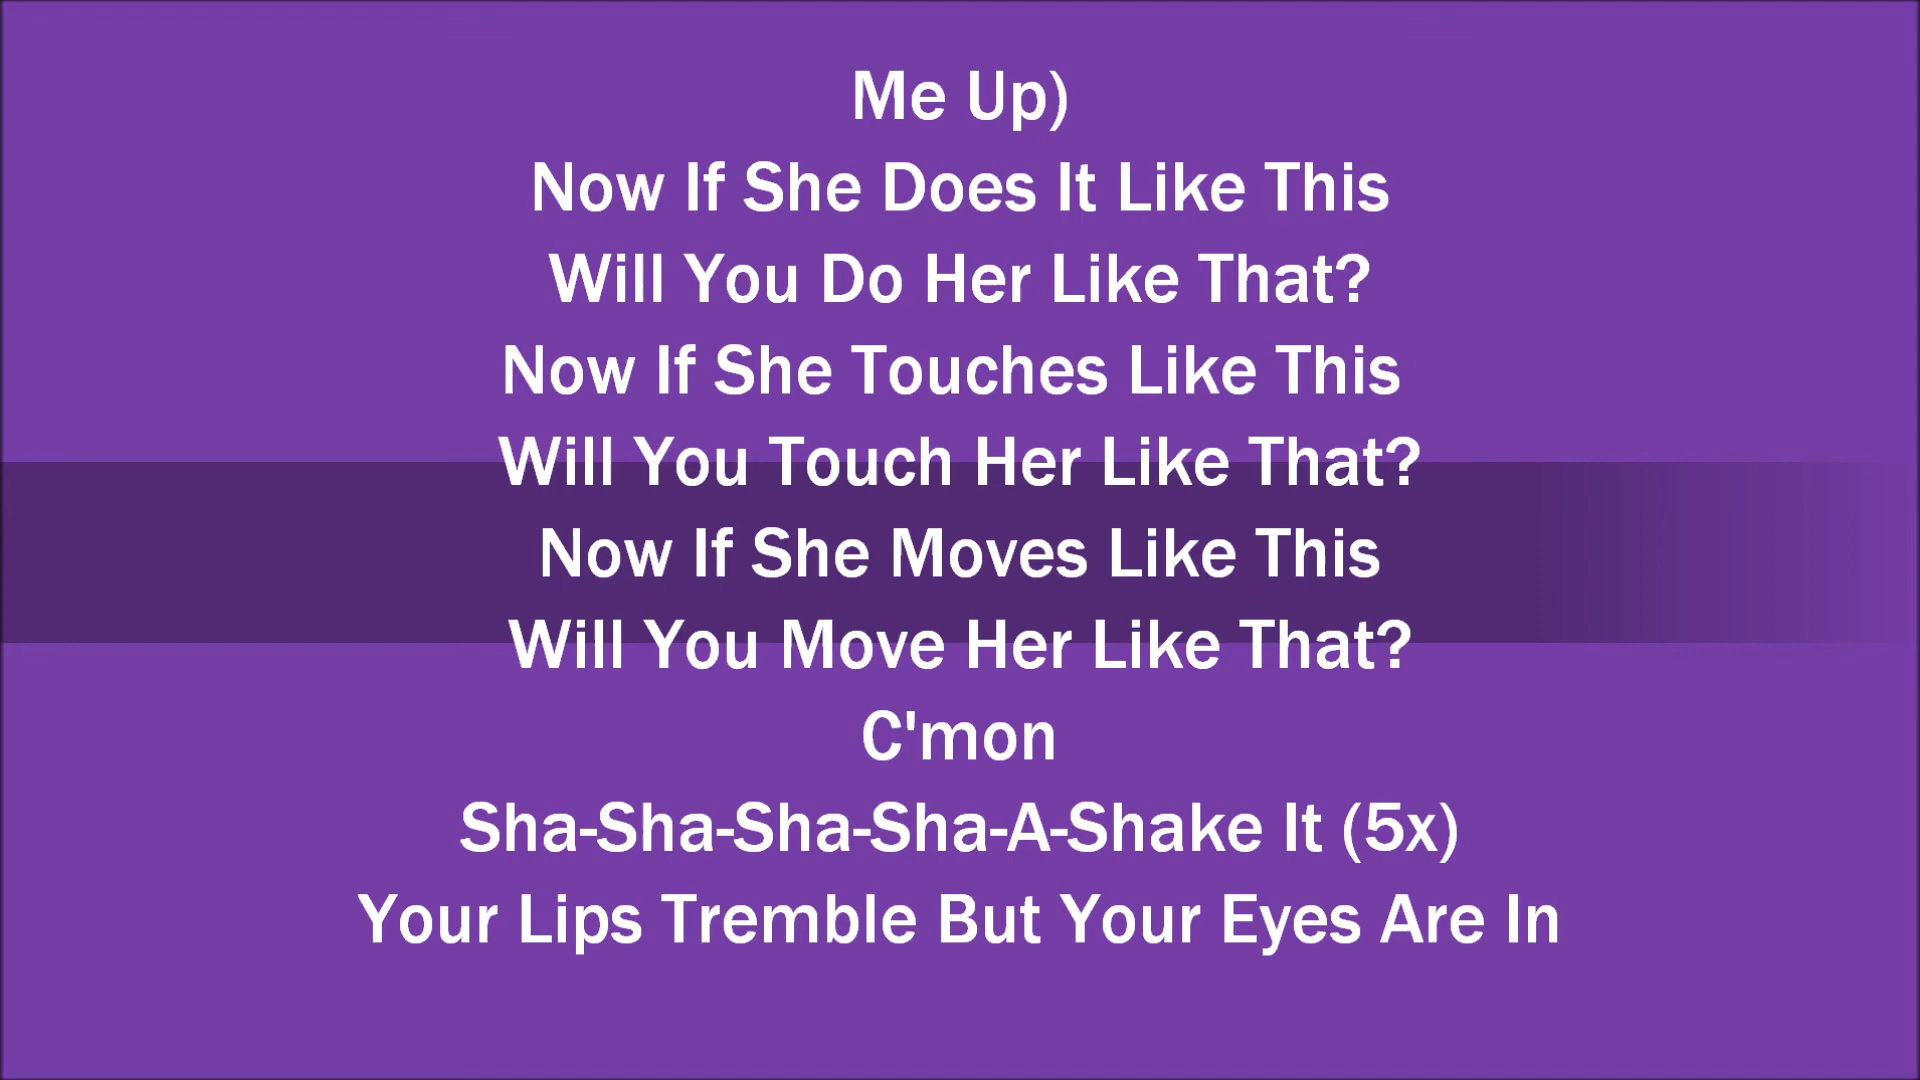 Me Up)
Now If She Does It Like This
Will You Do Her Like That?
Now If She Touches Like This
Will You Touch Her Like That?
Now If She Moves Like This
Will You Move Her Like That?
C'mon
Sha-Sha-Sha-Sha-A-Shake It (5x)
Your Lips Tremble But Your Eyes Are In